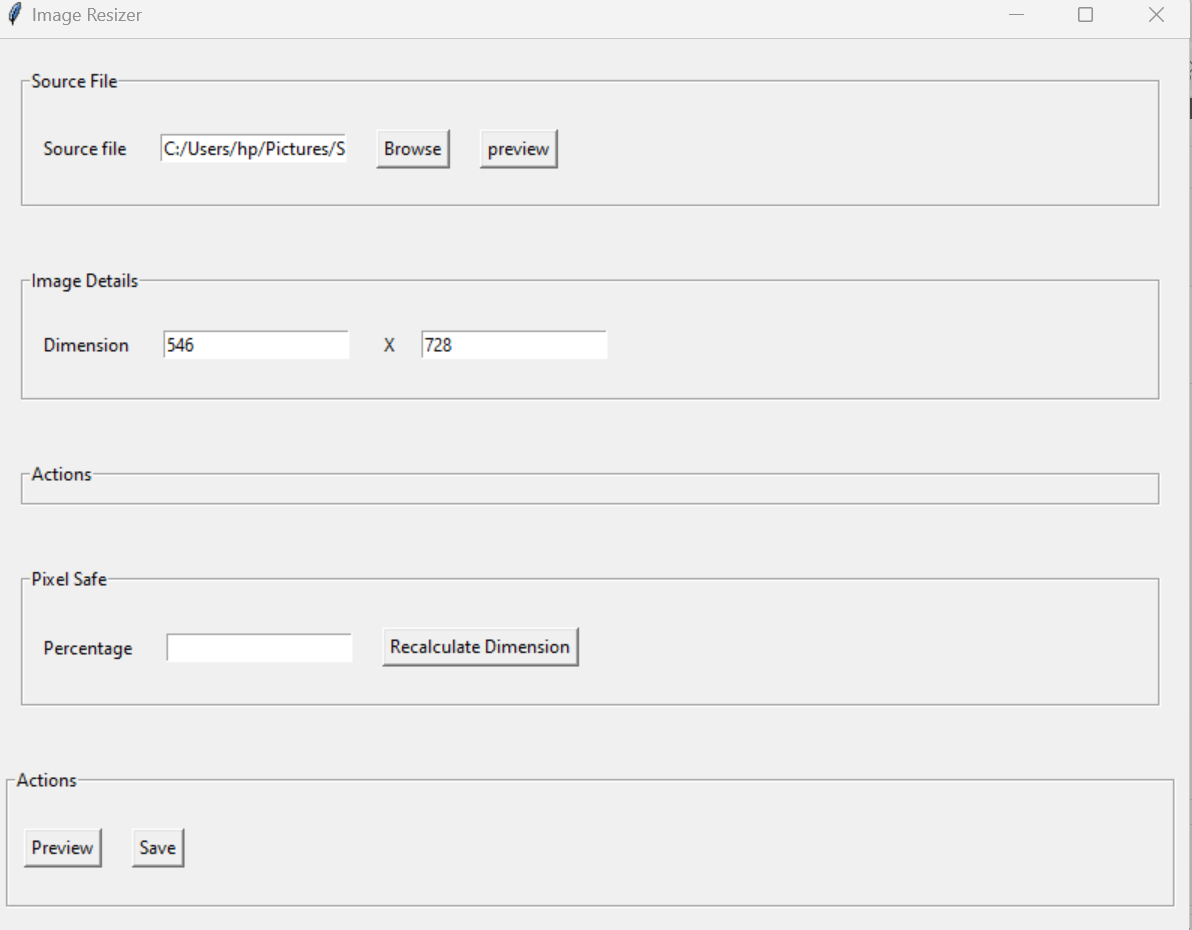 Image Resizer
Source File
Source file C:/Users/hp/Pictures/S Browse preview
Image Details
Dimension 546 X 728
Actions
Pixel Safe
Percentage Recalculate Dimension
Actions
Preview Save